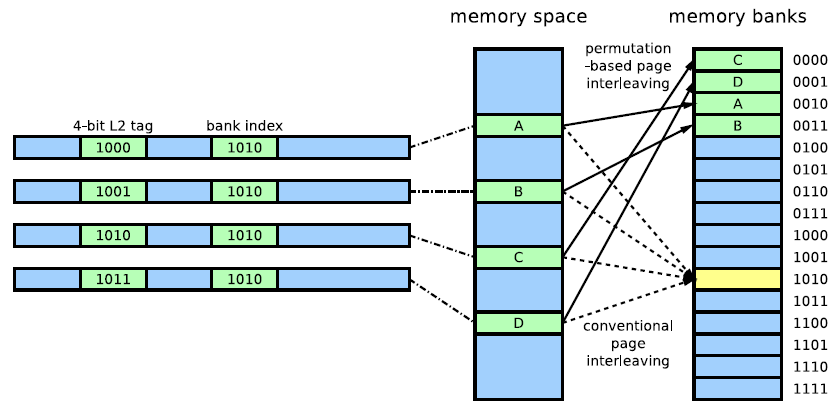 memory space
memory banks
permutation
-based page
interleaving
4-bit L2 tag
bank index
1000
1010
1001
1010
1010
1010
1011
1010
A
B
C
D
conventional
page
interleaving
C
0000
D
0001
A
0010
B
0011
0100
0101
0110
0111
1000
1001
1010
1011
1100
1101
1110
1111